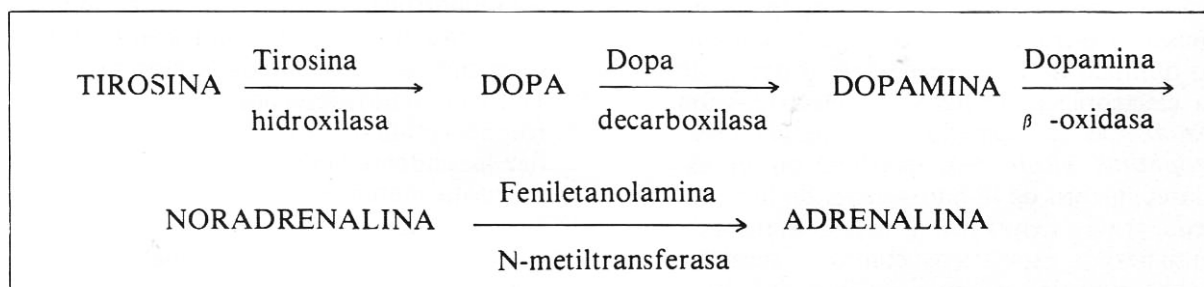 Tirosina Dopa Dopamina
TIROSINA DOPA DOPAMINA
hidroxilasa decarboxilasa β -oxidasa
Feniletanolamina
NORADRENALINA ADRENALINA
N-metiltransferasa